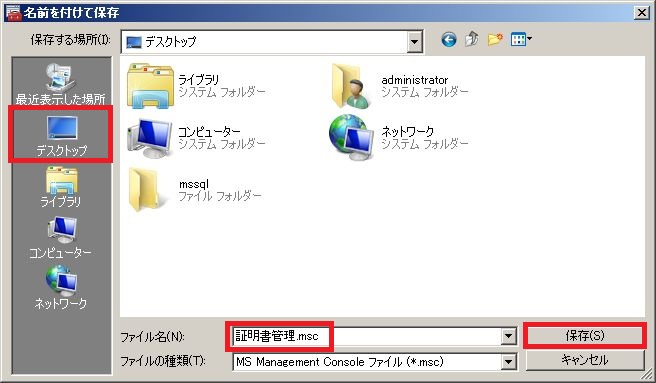 名前を付けて保存
保存する場所(I):
デスクトップ
最近表示した場所
デスクトップ
ライブラリ
コンピューター
ネットワーク
ライブラリ
システム フォルダー
administrator
システム フォルダー
コンピューター
システム フォルダー
ネットワーク
システム フォルダー
mssql
ファイル フォルダー
ファイル名(N):
証明書管理.msc
保存(S)
ファイルの種類(T):
MS Management Console ファイル (*.msc)
キャンセル